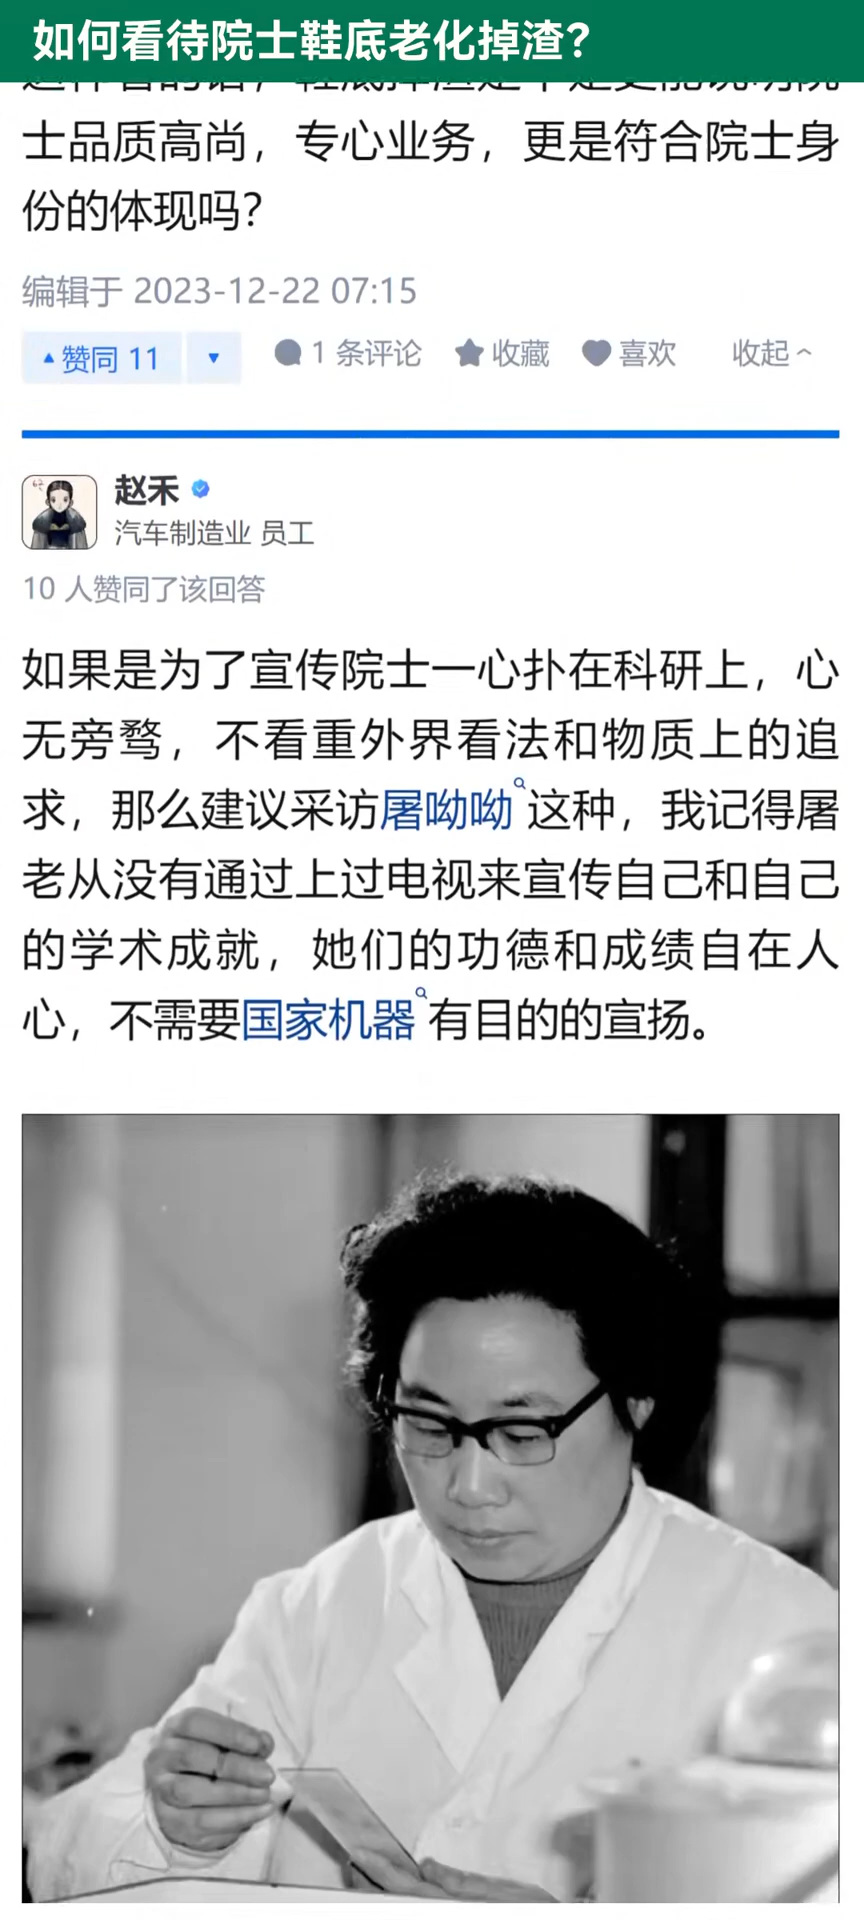 如何看待院士鞋底老化掉渣?
士品质高尚，专心业务，更是符合院士身
份的体现吗?
编辑于 2023-12-22 07:15
赞同 11
1 条评论
收藏
喜欢
收起
赵禾
汽车制造业 员工
10 人赞同了该回答
如果是为了宣传院士一心扑在科研上，心
无旁骛，不看重外界看法和物质上的追
求，那么建议采访屠呦呦这种，我记得屠
老从没有通过上过电视来宣传自己和自己
的学术成就，她们的功德和成绩自在人
心，不需要国家机器有目的的宣扬。